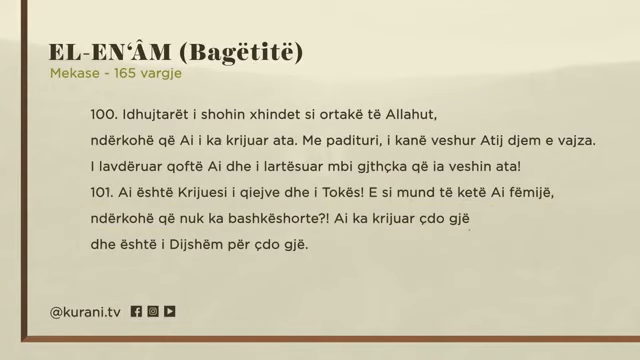 EL-EN‘ÂM (Bagëtitë)
Mekase - 165 vargje
100. Idhujtarët i shohin xhindet si ortakë të Allahut,
ndërkohë që Ai i ka krijuar ata. Me padituri, i kanë veshur Atij djem e vajza.
I lavdëruar qoftë Ai dhe i lartësuar mbi gjthçka që ia veshin ata!
101. Ai është Krijuesi i qiejve dhe i Tokës! E si mund të ketë Ai fëmijë,
ndërkohë që nuk ka bashkëshorte?! Ai ka krijuar çdo gjë
dhe është i Dijshëm për çdo gjë.
@kurani.tv